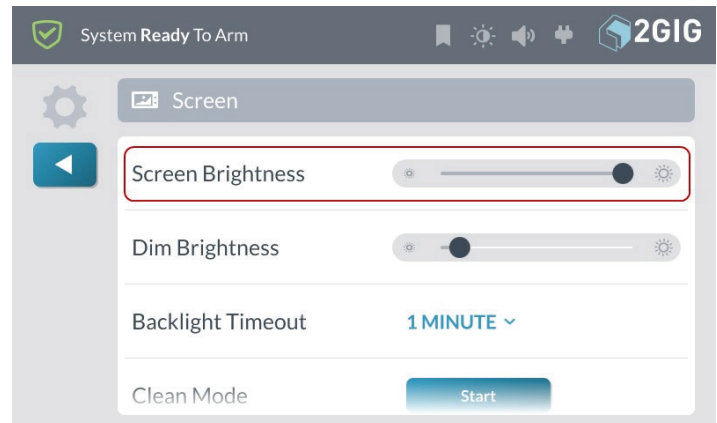 System Ready To Arm
2GIG
Screen
Screen Brightness
Dim Brightness
Backlight Timeout
1 MINUTE
Clean Mode
Start